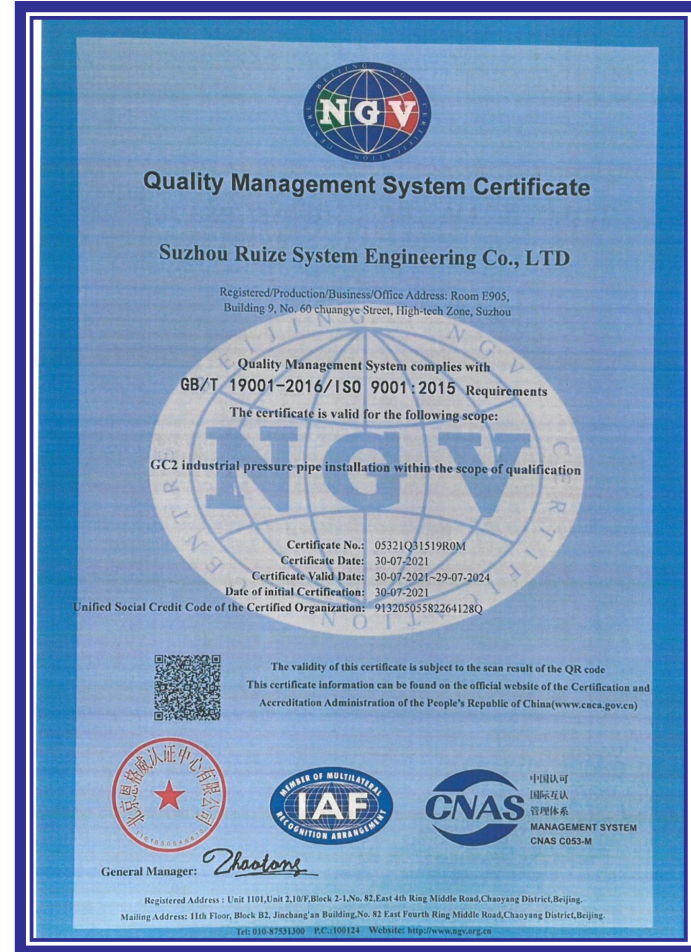 BEIJING NGV CERTIFICATION CENTRE
NGV
Quality Management System Certificate
Suzhou Ruize System Engineering Co., LTD
Registered/Production/Business/Office Address: Room E905,
Building 9, No. 60 chuangye Street, High-tech Zone, Suzhou
BEIJING NGV CERTIFICATION CENTRE
NGV
Quality Management System complies with
GB/T 19001-2016/ISO 9001:2015 Requirements
The certificate is valid for the following scope:
GC2 industrial pressure pipe installation within the scope of qualification
Certificate No.: 05321Q31519R0M
Certificate Date: 30-07-2021
Certificate Valid Date: 30-07-2021~29-07-2024
Date of initial Certification: 30-07-2021
Unified Social Credit Code of the Certified Organization: 91320505582264128Q
The validity of this certificate is subject to the scan result of the QR code
This certificate information can be found on the official website of the Certification and
Accreditation Administration of the People's Republic of China(www.cnca.gov.cn)
北京恩格威认证中心有限公司
MEMBER OF MULTILATERAL
IAF
RECOGNITION ARRANGEMENT
CNAS
中国认可
国际互认
管理体系
MANAGEMENT SYSTEM
CNAS C053-M
General Manager: Zhaotong
Registered Address : Unit 1101,Unit 2,10/F,Block 2-1,No. 82,East 4th Ring Middle Road,Chaoyang District,Beijing.
Mailing Address: 11th Floor, Block B2, Jinchang'an Building,No. 82 East Fourth Ring Middle Road,Chaoyang District,Beijing.
Tel: 010-87531300 P.C.:100124 Website: http://www.ngv.org.cn